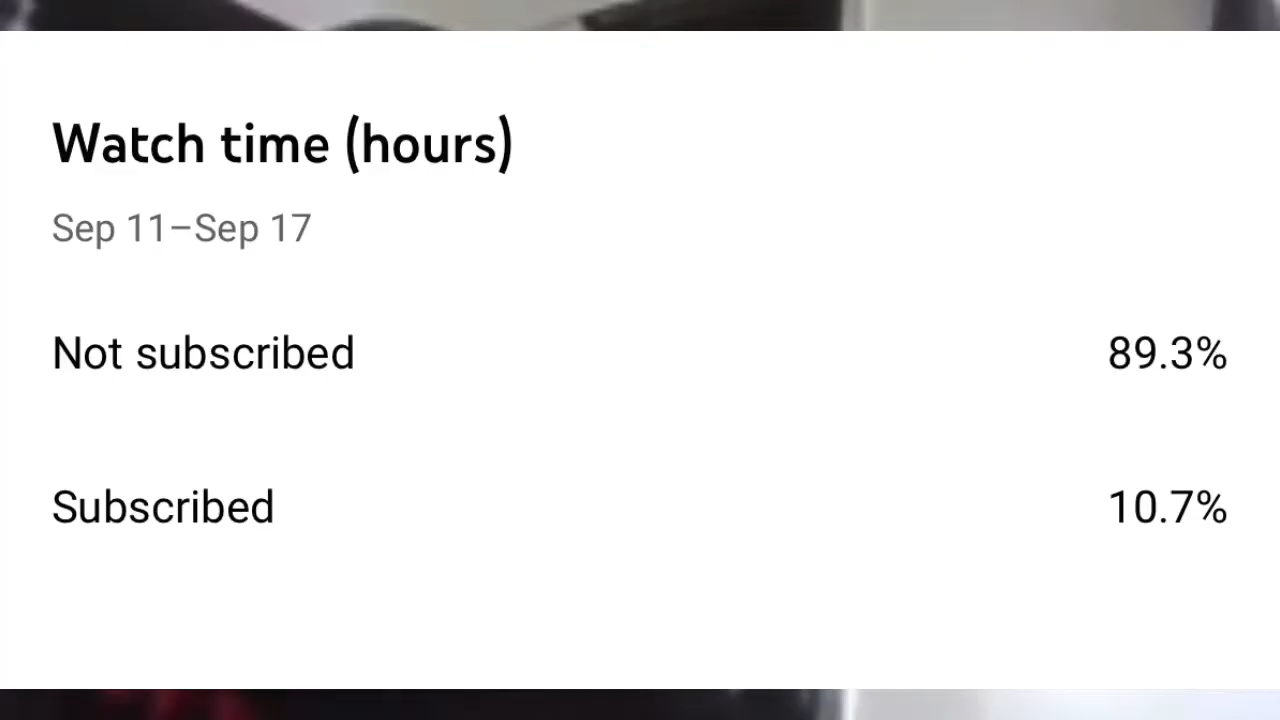 Watch time (hours)
Sep 11–Sep 17
Not subscribed 89.3%
Subscribed 10.7%